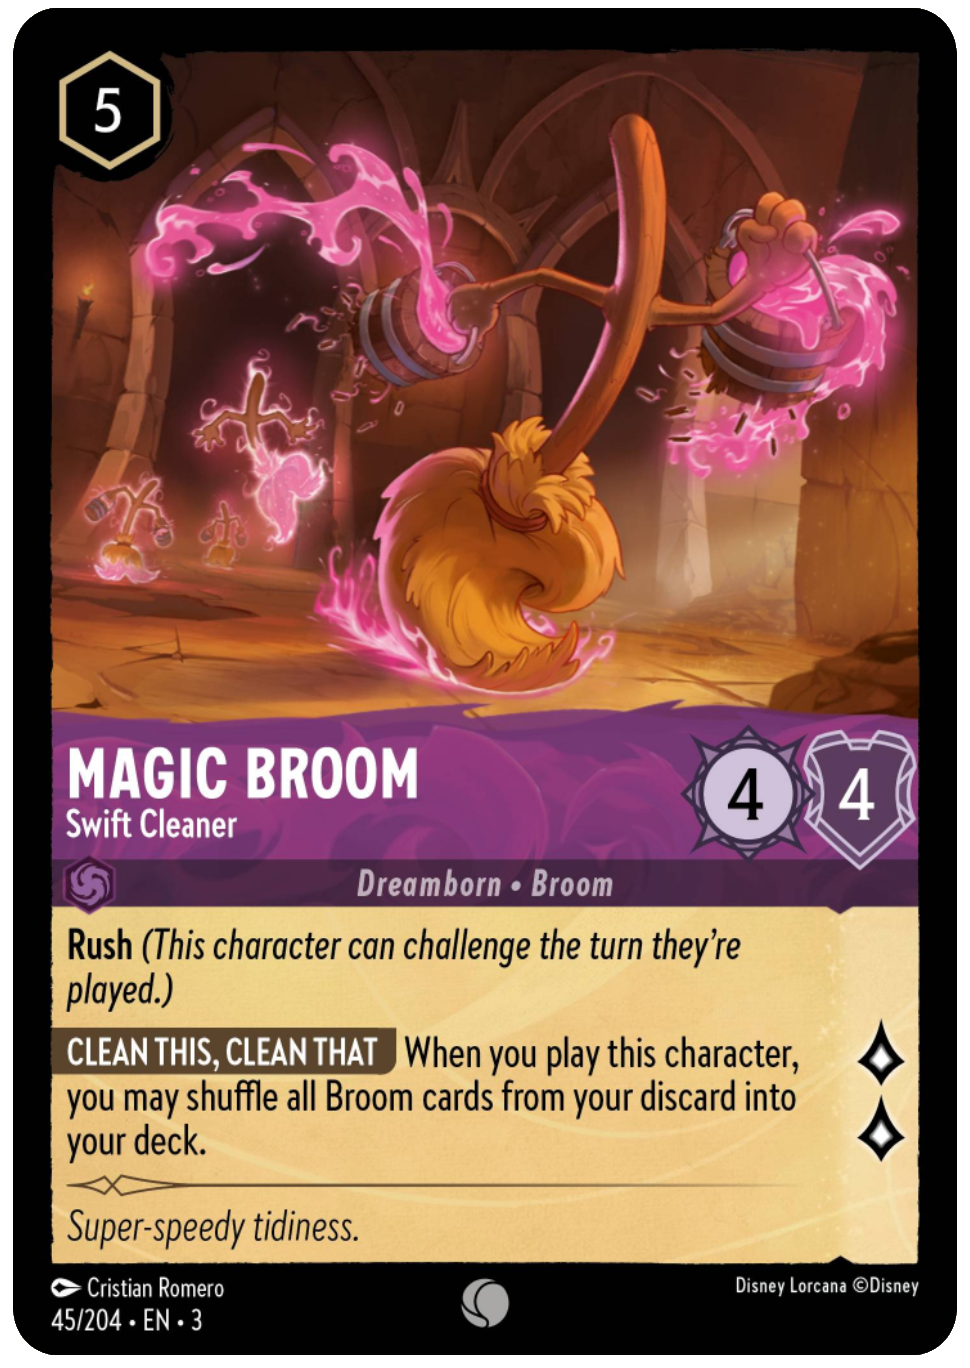 5
MAGIC BROOM
Swift Cleaner
4
4
Dreamborn • Broom
Rush (This character can challenge the turn they're
played.)
CLEAN THIS, CLEAN THAT When you play this character,
you may shuffle all Broom cards from your discard into
your deck.
Super-speedy tidiness.
Cristian Romero
Disney Lorcana ©Disney
45/204 • EN • 3